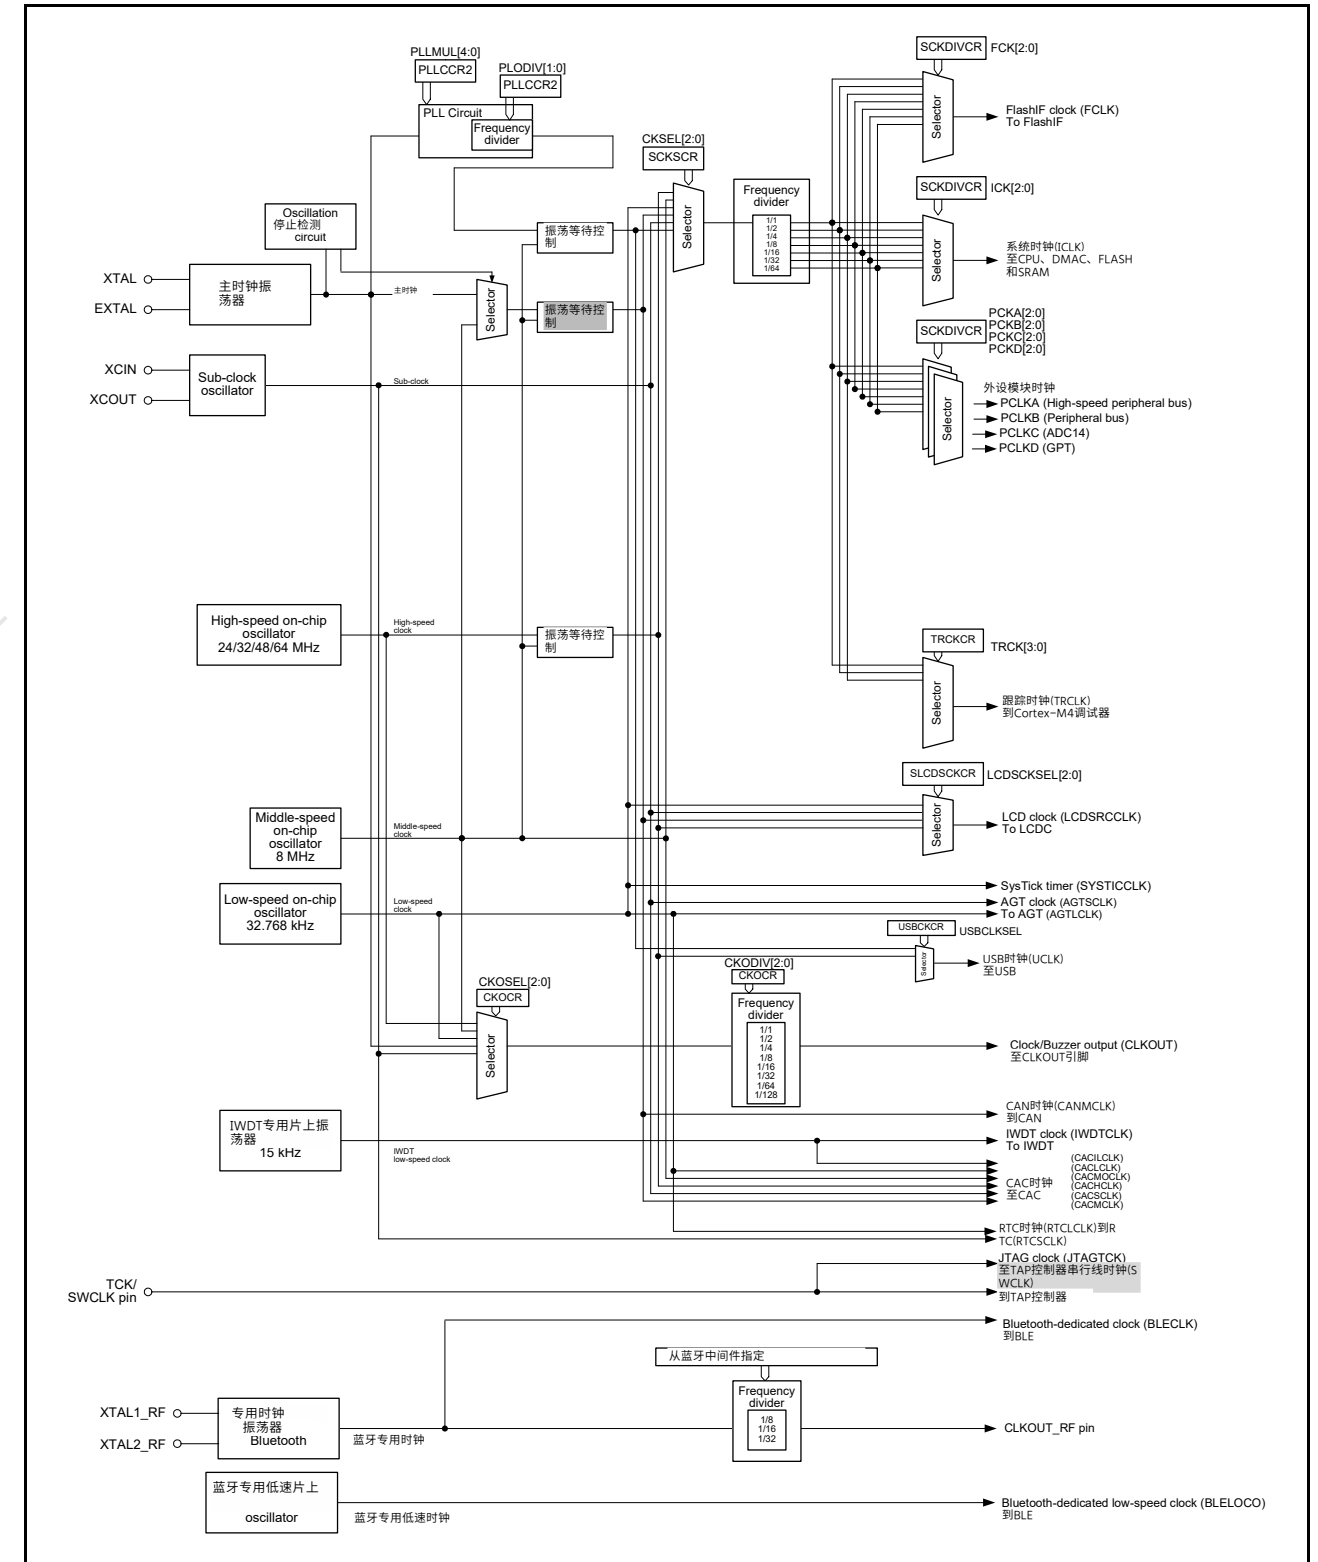 PLLMUL[4:0]
PLLCCR2
PLODIV[1:0]
PLLCCR2
PLL Circuit
Frequency
divider
SCKDIVCR
FCK[2:0]
Selector
FlashIF clock (FCLK)
To FlashIF
CKSEL[2:0]
SCKSCR
Selector
Frequency
divider
1/1
1/2
1/4
1/8
1/16
1/32
1/64
SCKDIVCR
ICK[2:0]
Selector
系统时钟(ICLK)
至CPU、DMAC、FLASH
和SRAM
Oscillation
停止检测
circuit
振荡等待控
制
XTAL
EXTAL
主时钟振
荡器
主时钟
Selector
振荡等待控
制
SCKDIVCR
PCKA[2:0]
PCKB[2:0]
PCKC[2:0]
PCKD[2:0]
Selector
外设模块时钟
PCLKA (High-speed peripheral bus)
PCLKB (Peripheral bus)
PCLKC (ADC14)
PCLKD (GPT)
XCIN
XCOUT
Sub-clock
oscillator
Sub-clock
High-speed on-chip
oscillator
24/32/48/64 MHz
High-speed
clock
振荡等待控
制
TRCKCR
TRCK[3:0]
Selector
跟踪时钟(TRCLK)
到Cortex-M4调试器
SLCDSCKCR
LCDSCKSEL[2:0]
Selector
LCD clock (LCDSRCCLK)
To LCDC
Middle-speed
on-chip
oscillator
8 MHz
Middle-speed
clock
SysTick timer (SYSTICCLK)
Low-speed on-chip
oscillator
32.768 kHz
Low-speed
clock
AGT clock (AGTSCLK)
To AGT (AGTLCLK)
USBCKCR
USBCLKSEL
Selector
USB时钟(UCLK)
至USB
CKOSEL[2:0]
CKOCR
Selector
CKODIV[2:0]
CKOCR
Frequency
divider
1/1
1/2
1/4
1/8
1/16
1/32
1/64
1/128
Clock/Buzzer output (CLKOUT)
至CLKOUT引脚
CAN时钟(CANMCLK)
到CAN
IWDT专用片上振
荡器
15 kHz
IWDT
low-speed clock
IWDT clock (IWDTCLK)
To IWDT
CAC时钟
至CAC
(CACILCLK)
(CACLCLK)
(CACMOCLK)
(CACHCLK)
(CACSCLK)
(CACMCLK)
RTC时钟(RTCLCLK)到R
TC(RTCSCLK)
TCK/
SWCLK pin
JTAG clock (JTAGTCK)
至TAP控制器串行线时钟(S
WCLK)
到TAP控制器
Bluetooth-dedicated clock (BLECLK)
到BLE
从蓝牙中间件指定
XTAL1_RF
XTAL2_RF
专用时钟
振荡器
Bluetooth
蓝牙专用时钟
Frequency
divider
1/8
1/16
1/32
CLKOUT_RF pin
蓝牙专用低速片上
oscillator
蓝牙专用低速时钟
Bluetooth-dedicated low-speed clock (BLELOCO)
到BLE